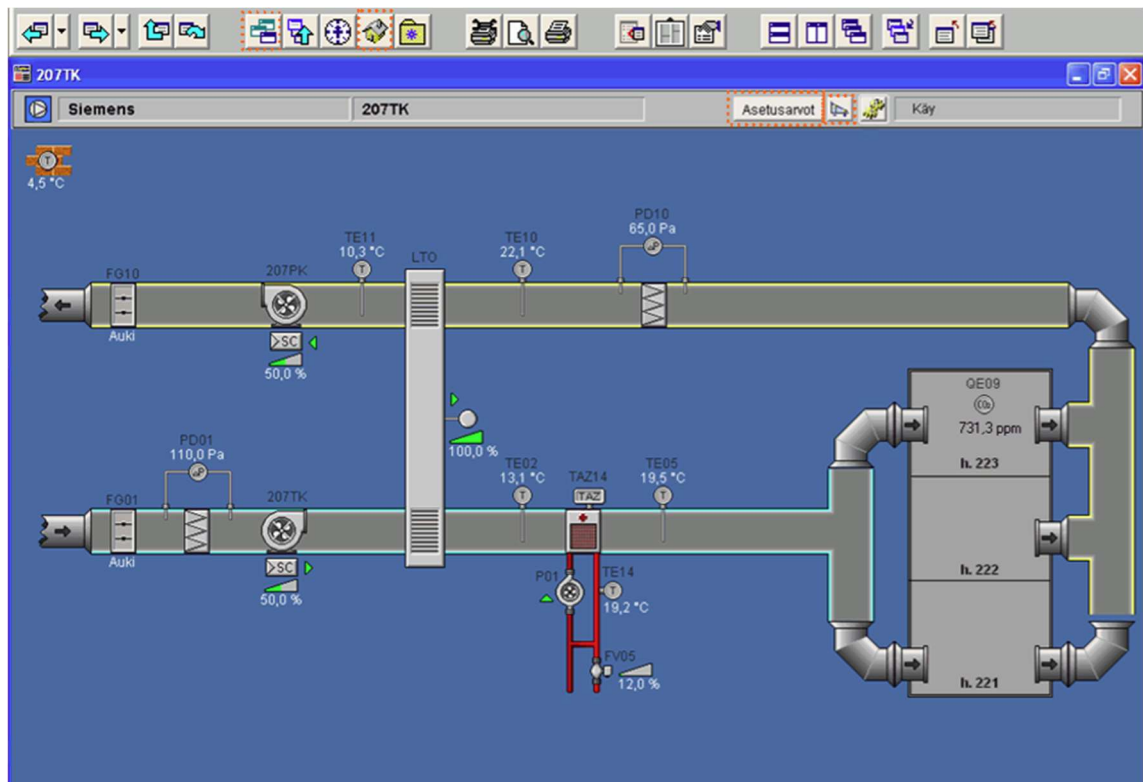 207TK
Siemens
207TK
Asetusarvot
Käy
T
4,5 °C
PD10
65,0 Pa
TE11
10,3 °C
T
LTO
TE10
22,1 °C
T
FG10
Auki
207PK
SC
50,0 %
QE09
CO₂
731,3 ppm
h. 223
100,0 %
PD01
110,0 Pa
FG01
Auki
207TK
SC
50,0 %
TE02
13,1 °C
T
TAZ14
TAZ
TE05
19,5 °C
T
P01
TE14
T
19,2 °C
h. 222
FV05
12,0 %
h. 221